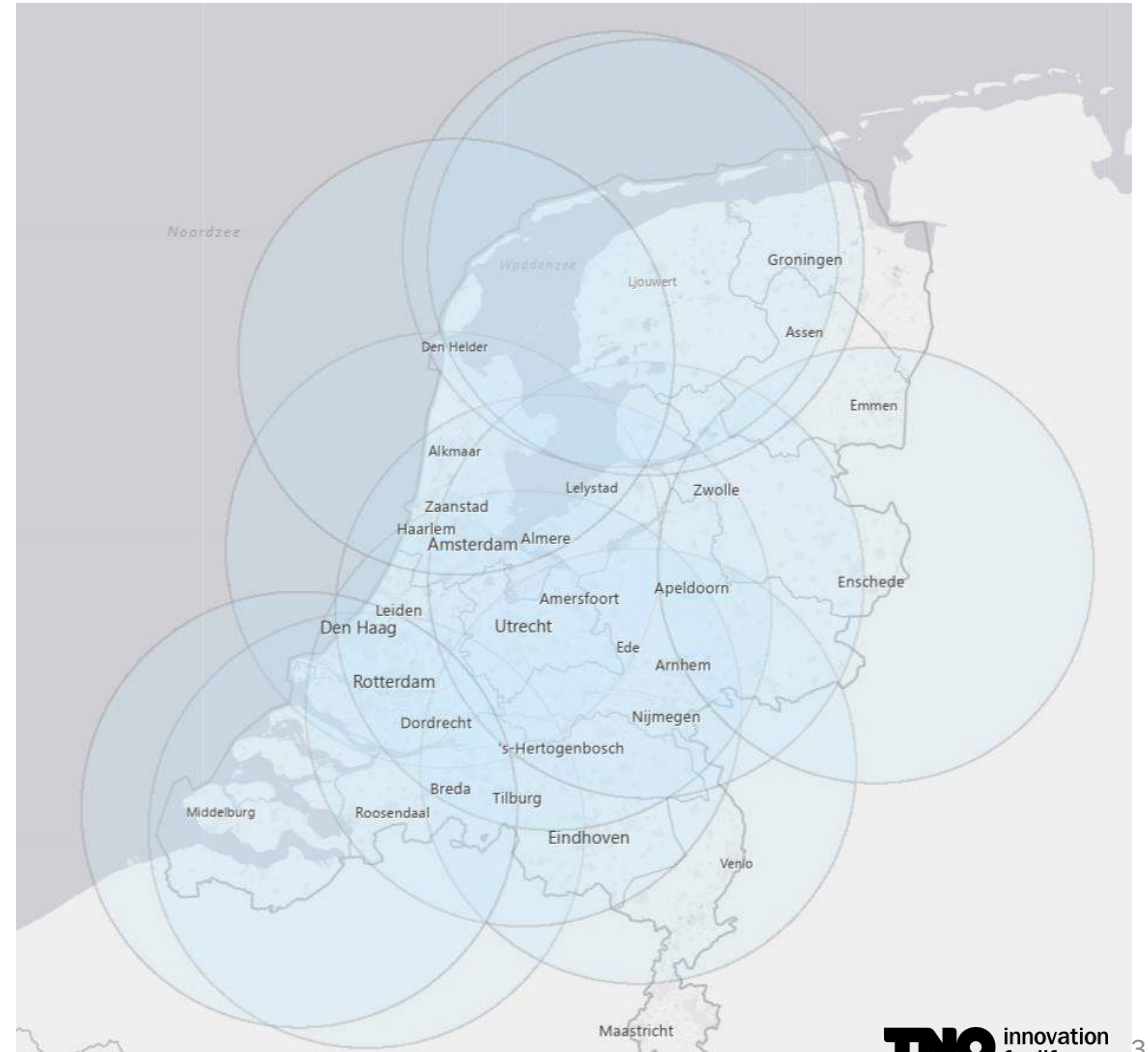 Noordzee
Waddenzee
Groningen
Ljouwert
Assen
Den Helder
Emmen
Alkmaar
Lelystad
Zwolle
Zaanstad
Haarlem
Amsterdam
Almere
Enschede
Apeldoorn
Amersfoort
Leiden
Den Haag
Utrecht
Ede
Arnhem
Rotterdam
Nijmegen
Dordrecht
's-Hertogenbosch
Breda
Tilburg
Middelburg
Roosendaal
Eindhoven
Venlo
Maastricht
TNO innovation
3